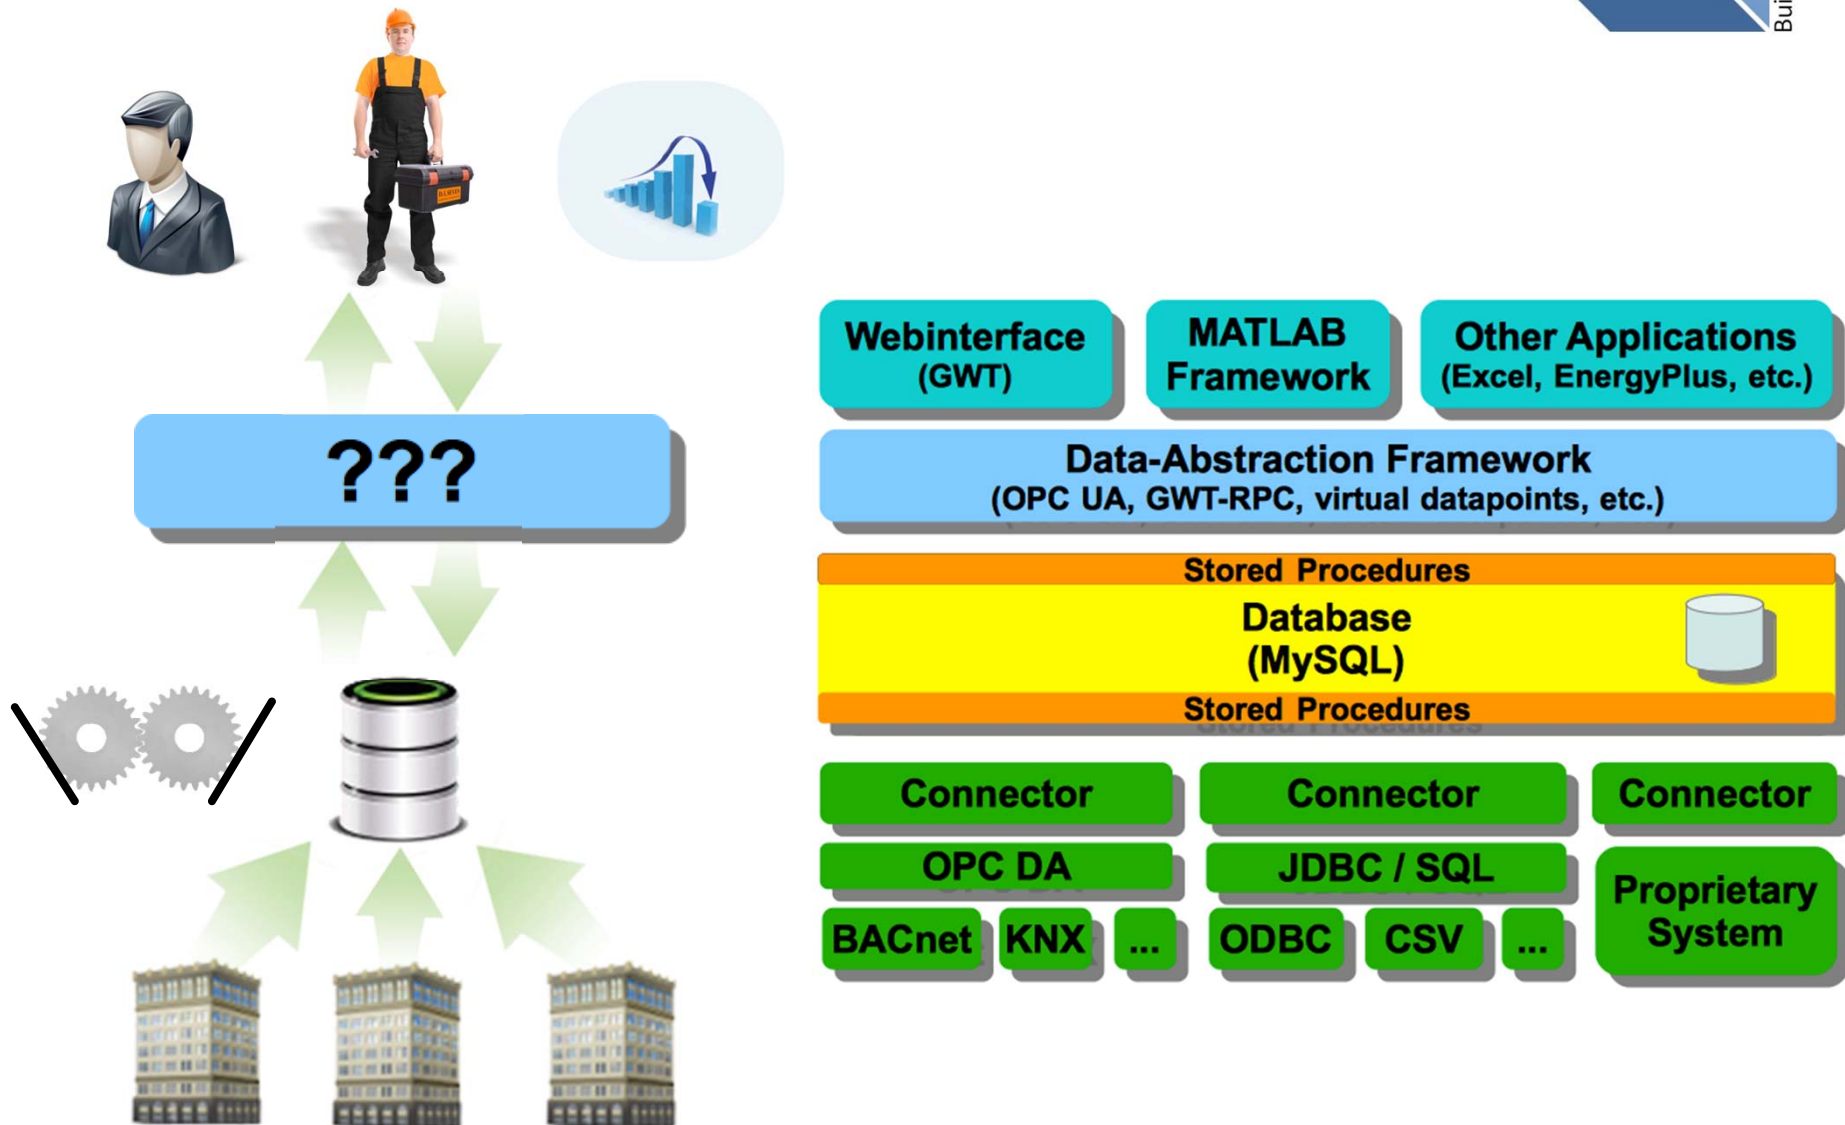 Bui
???
Webinterface
(GWT)
MATLAB
Framework
Other Applications
(Excel, EnergyPlus, etc.)
Data-Abstraction Framework
(OPC UA, GWT-RPC, virtual datapoints, etc.)
Stored Procedures
Database
(MySQL)
Stored Procedures
Connector
Connector
Connector
OPC DA
JDBC / SQL
Proprietary
System
BACnet
KNX
...
ODBC
CSV
...